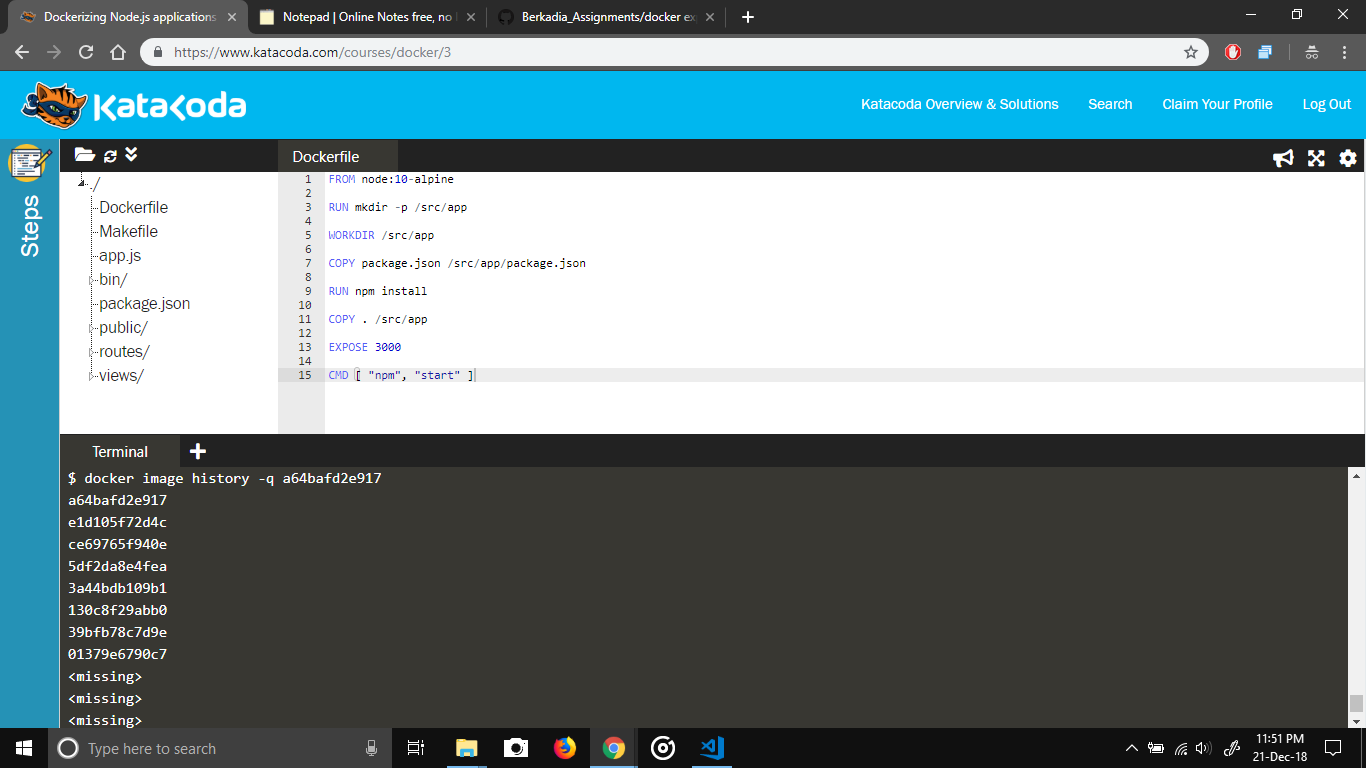 Dockerizing Node.js applications
Notepad | Online Notes free, no
Berkadia_Assignments/docker ex
https://www.katacoda.com/courses/docker/3
KataKoda
Katacoda Overview & Solutions
Search
Claim Your Profile
Log Out
Steps
./
Dockerfile
Makefile
app.js
bin/
package.json
public/
routes/
views/
Dockerfile
1 FROM node:10-alpine
2
3 RUN mkdir -p /src/app
4
5 WORKDIR /src/app
6
7 COPY package.json /src/app/package.json
8
9 RUN npm install
10
11 COPY . /src/app
12
13 EXPOSE 3000
14
15 CMD [ "npm", "start" ]
Terminal
$ docker image history -q a64bafd2e917
a64bafd2e917
e1d105f72d4c
ce69765f940e
5df2da8e4fea
3a44bdb109b1
130c8f29abb0
39bfb78c7d9e
01379e6790c7
<missing>
<missing>
<missing>
Type here to search
11:51 PM
21-Dec-18